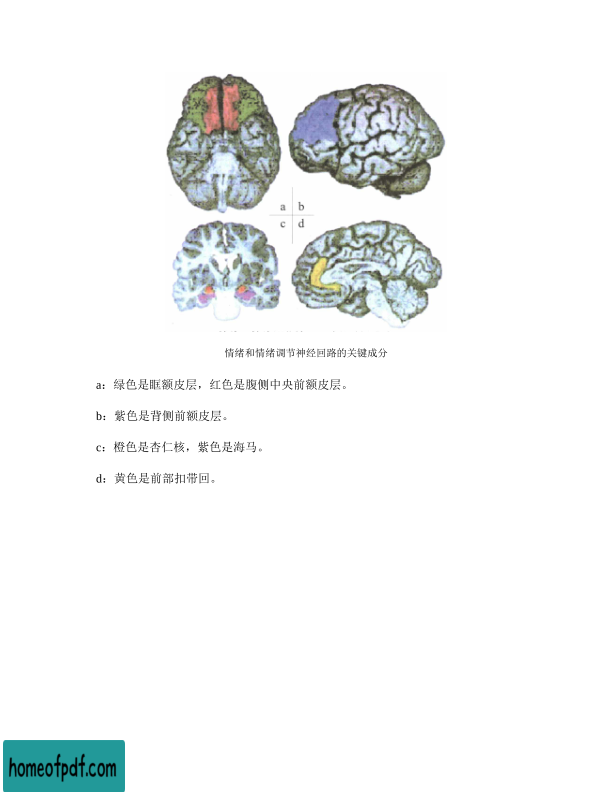 a b
c d
情绪和情绪调节神经回路的关键成分
a：绿色是眶额皮层，红色是腹侧中央前额皮层。
b：紫色是背侧前额皮层。
c：橙色是杏仁核，紫色是海马。
d：黄色是前部扣带回。
homeofpdf.com